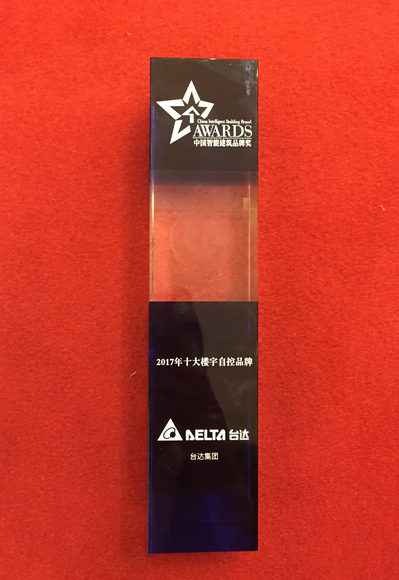 China Intelligent Building Brand
AWARDS
中国智能建筑品牌奖
2017年十大楼宇自控品牌
DELTA 台达
台达集团